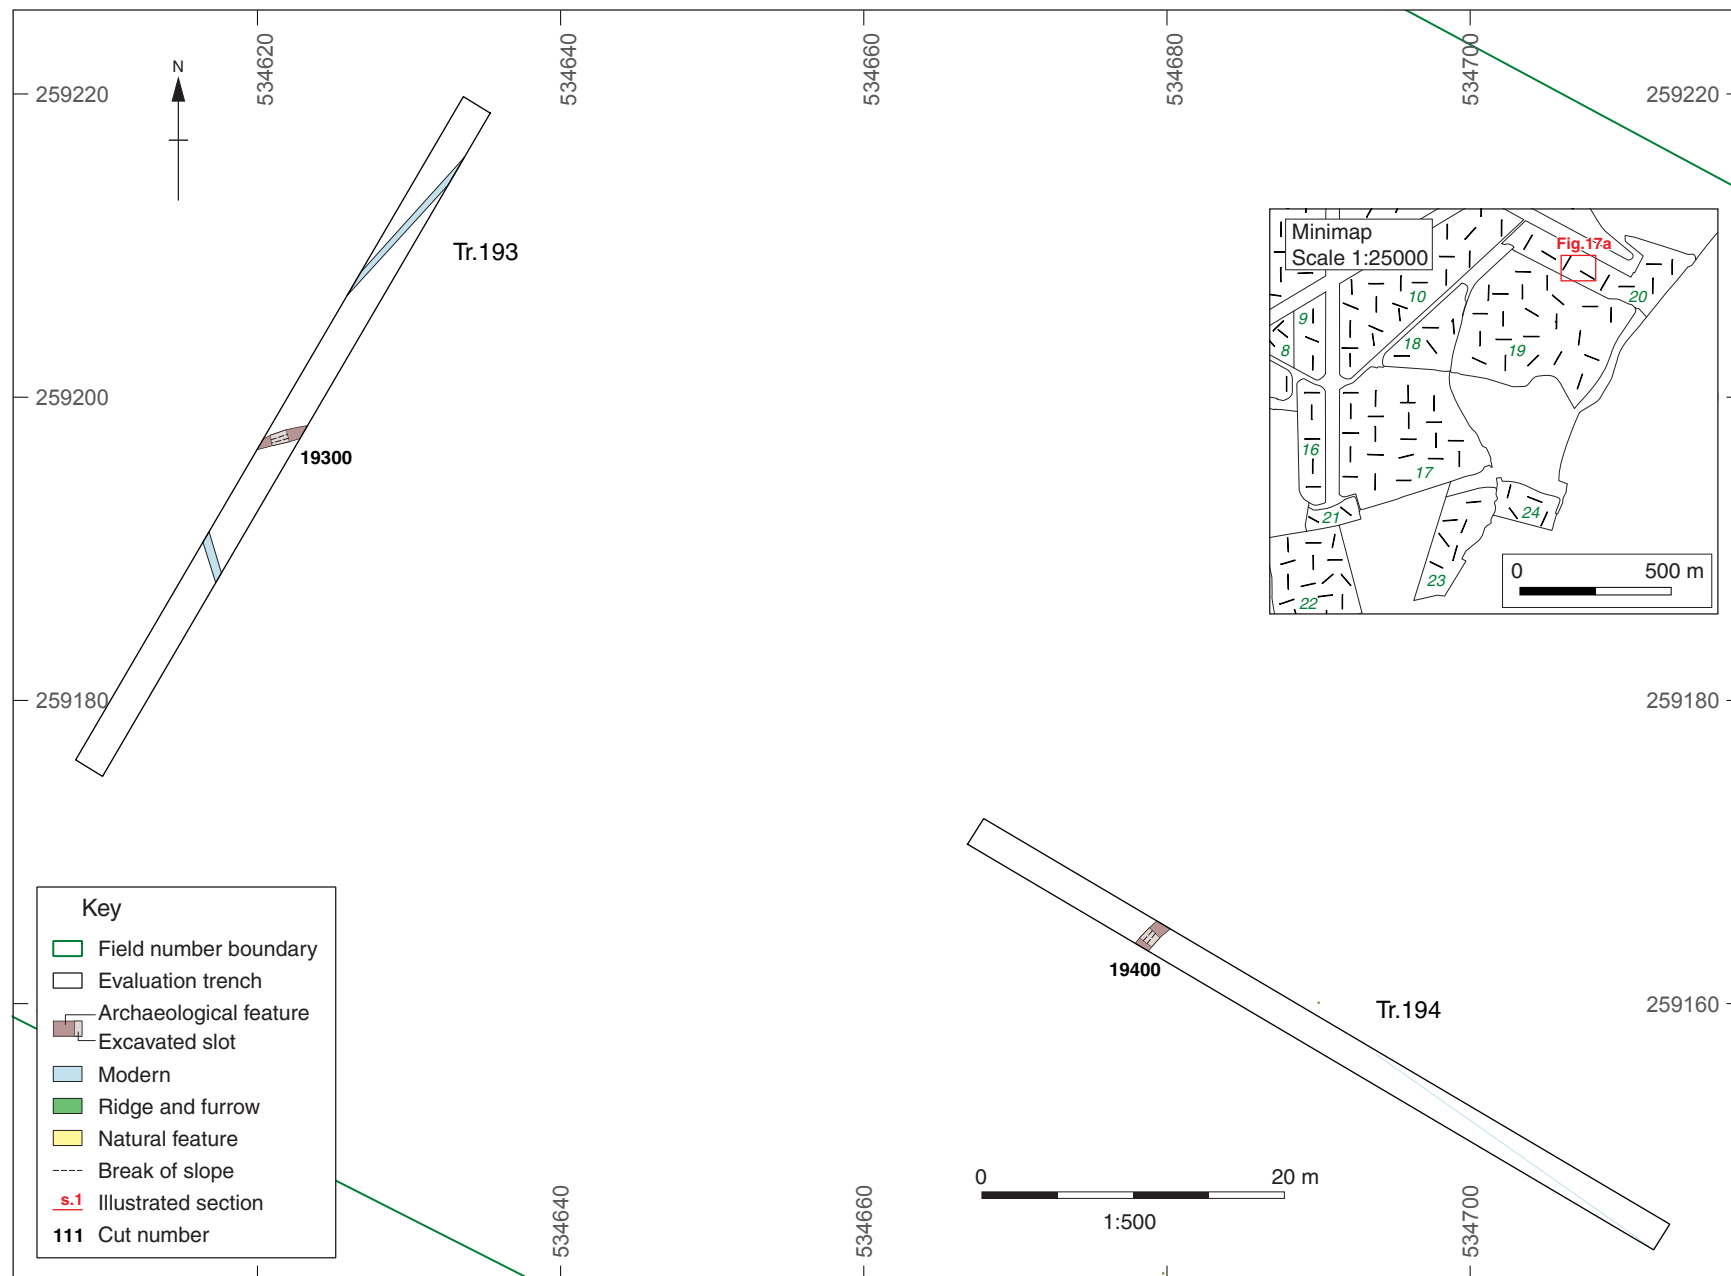 534620
534640
534660
534680
534700
N
259220
259220
Tr.193
Minimap
Scale 1:25000
Fig.17a
10
20
9
8
18
19
16
17
21
24
22
23
0 500 m
259200
19300
259180
259180
19400
Tr.194
259160
Key
Field number boundary
Evaluation trench
Archaeological feature
Excavated slot
Modern
Ridge and furrow
Natural feature
Break of slope
s.1 Illustrated section
111 Cut number
0 20 m
1:500
534640
534660
534700